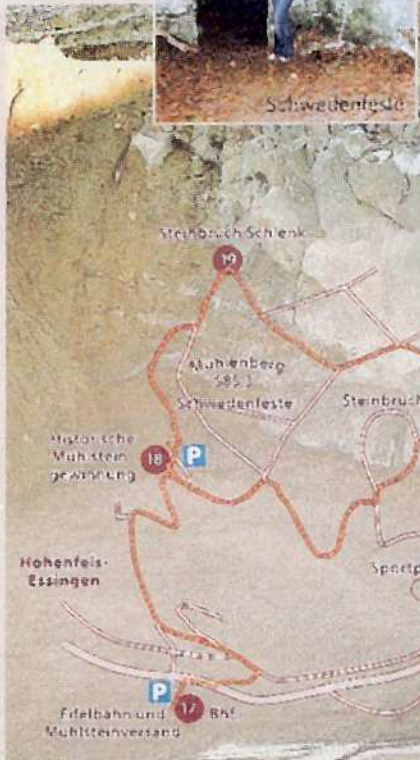 Schwedenfeste
Steinbruch Schlenk
19
Mühlenberg
585
Schwedenfeste
Steinbruch
Historische
Mühlstein
gewinnung
18
P
Hohenfels-
Essingen
Sportp
P
Eifelbahn und
Mühlsteinversand
17
Bhf.